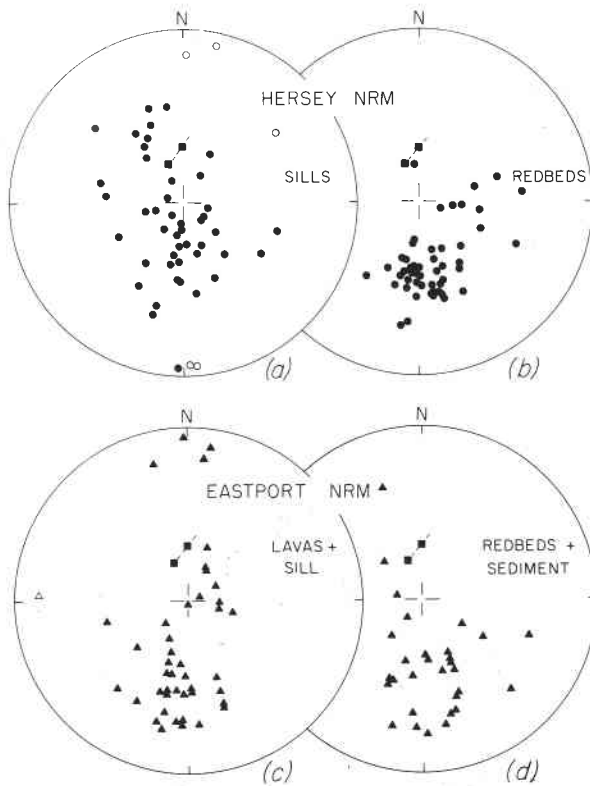 N
N
HERSEY NRM
SILLS
REDBEDS
(a)
(b)
N
N
EASTPORT NRM
LAVAS +
SILL
REDBEDS +
SEDIMENT
(c)
(d)